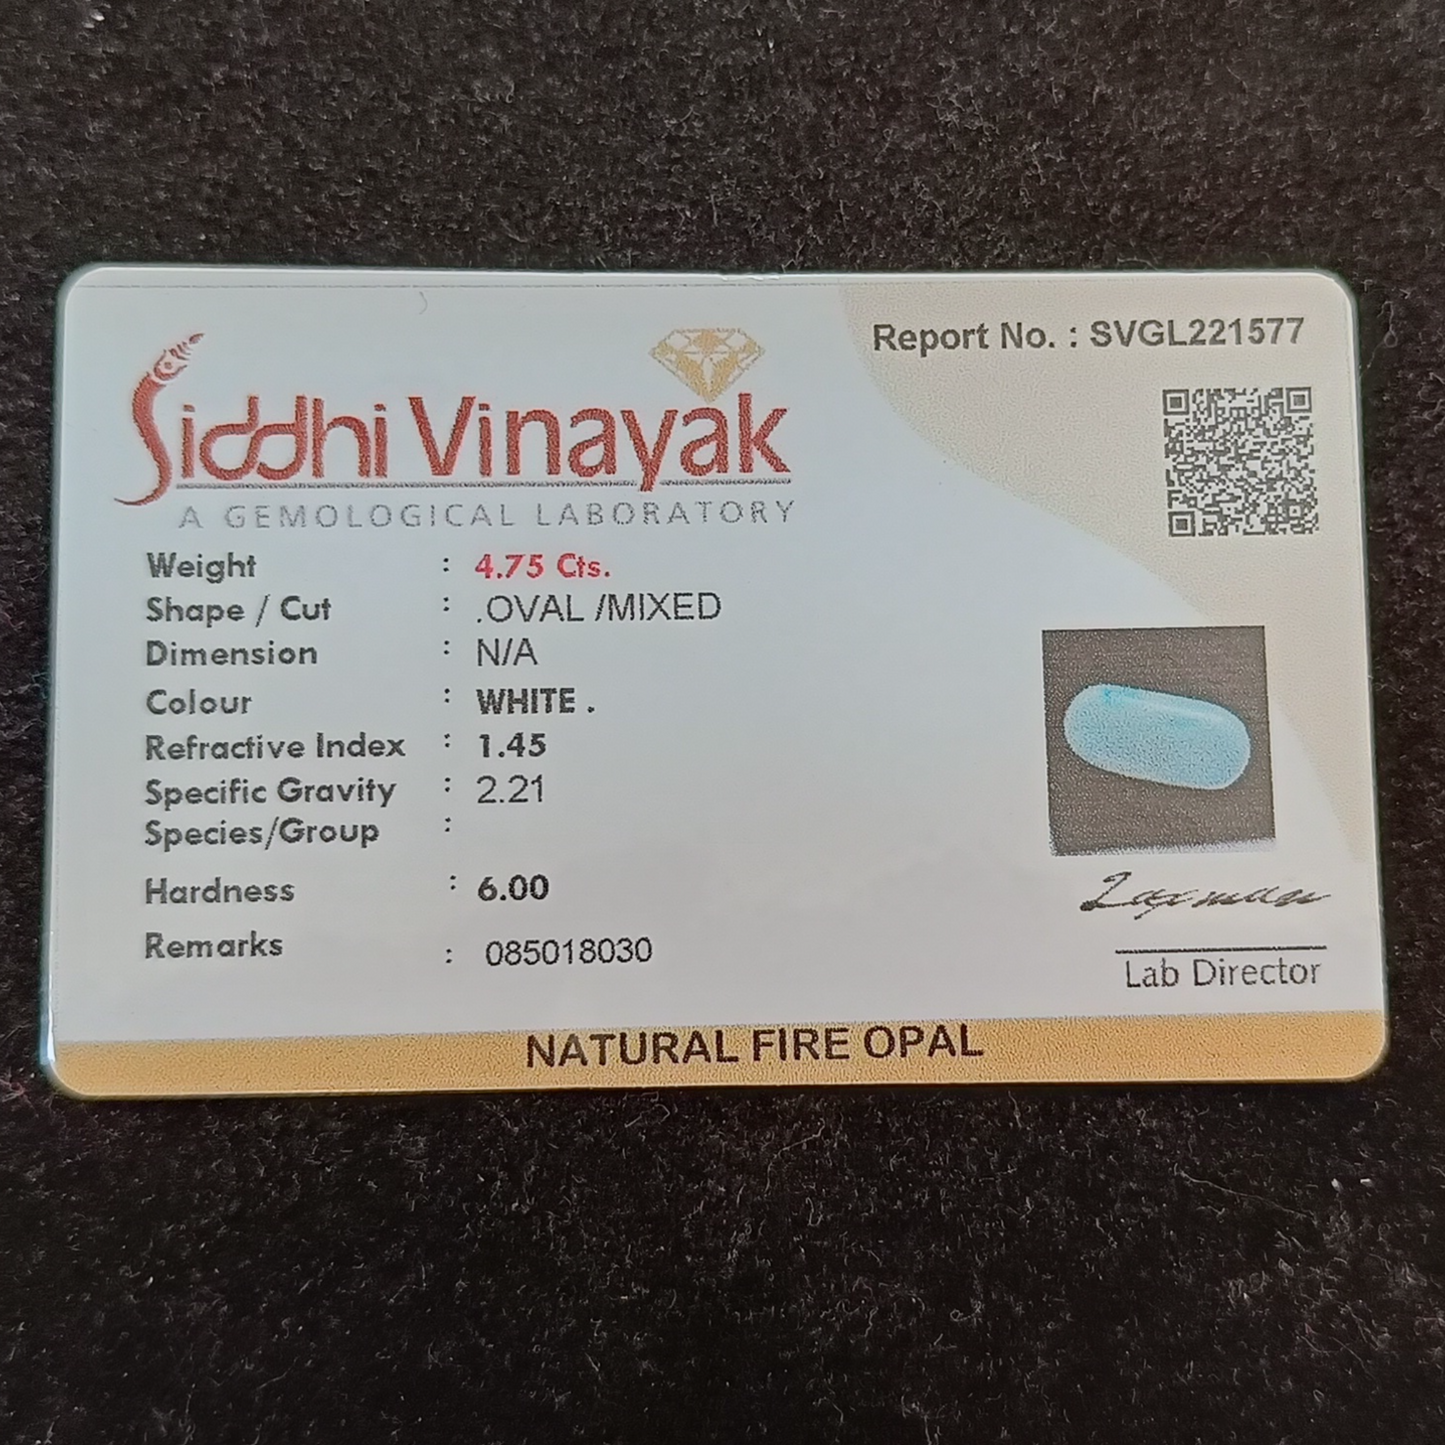 Report No. : SVGL221577
Siddhi Vinayak
A GEMOLOGICAL LABORATORY
Weight : 4.75 Cts.
Shape / Cut : .OVAL /MIXED
Dimension : N/A
Colour : WHITE .
Refractive Index : 1.45
Specific Gravity : 2.21
Species/Group :
Hardness : 6.00
Remarks : 085018030
Laxman
Lab Director
NATURAL FIRE OPAL